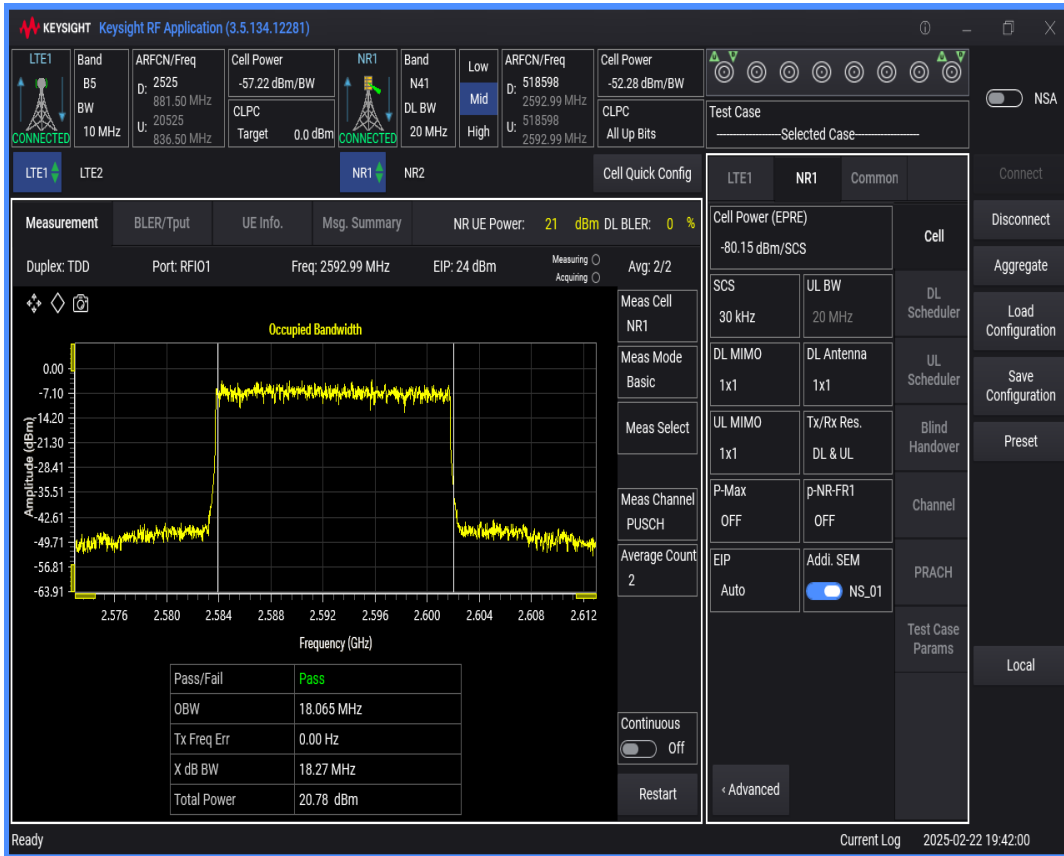 KEYSIGHT Keysight RF Application (3.5.134.12281)
LTE1 Band ARFCN/Freq Cell Power NR1 Band Low ARFCN/Freq Cell Power
B5 D: 2525 -57.22 dBm/BW N41 D: 518598 -52.28 dBm/BW
881.50 MHz Mid 2592.99 MHz
BW U: 20525 CLPC DL BW U: 518598 CLPC
CONNECTED 10 MHz 836.50 MHz Target 0.0 dBm CONNECTED 20 MHz High 2592.99 MHz All Up Bits
Test Case
--------------------Selected Case--------------------
NSA
LTE1 LTE2 NR1 NR2 Cell Quick Config
Measurement BLER/Tput UE Info. Msg. Summary NR UE Power: 21 dBm DL BLER: 0 %
Duplex: TDD Port: RFIO1 Freq: 2592.99 MHz EIP: 24 dBm Measuring Avg: 2/2
Acquiring
Occupied Bandwidth
Amplitude (dBm)
0.00
-7.10
-14.20
-21.30
-28.41
-35.51
-42.61
-49.71
-56.81
-63.91
2.576 2.580 2.584 2.588 2.592 2.596 2.600 2.604 2.608 2.612
Frequency (GHz)
Pass/Fail Pass
OBW 18.065 MHz
Tx Freq Err 0.00 Hz
X dB BW 18.27 MHz
Total Power 20.78 dBm
Meas Cell
NR1
Meas Mode
Basic
Meas Select
Meas Channel
PUSCH
Average Count
2
Continuous
Off
Restart
LTE1 NR1 Common
Cell Power (EPRE)
-80.15 dBm/SCS
SCS UL BW
30 kHz 20 MHz
DL MIMO DL Antenna
1x1 1x1
UL MIMO Tx/Rx Res.
1x1 DL & UL
P-Max p-NR-FR1
OFF OFF
EIP Addi. SEM
Auto NS_01
‹ Advanced
Cell
DL
Scheduler
UL
Scheduler
Blind
Handover
Channel
PRACH
Test Case
Params
Connect
Disconnect
Aggregate
Load
Configuration
Save
Configuration
Preset
Local
Ready Current Log 2025-02-22 19:42:00